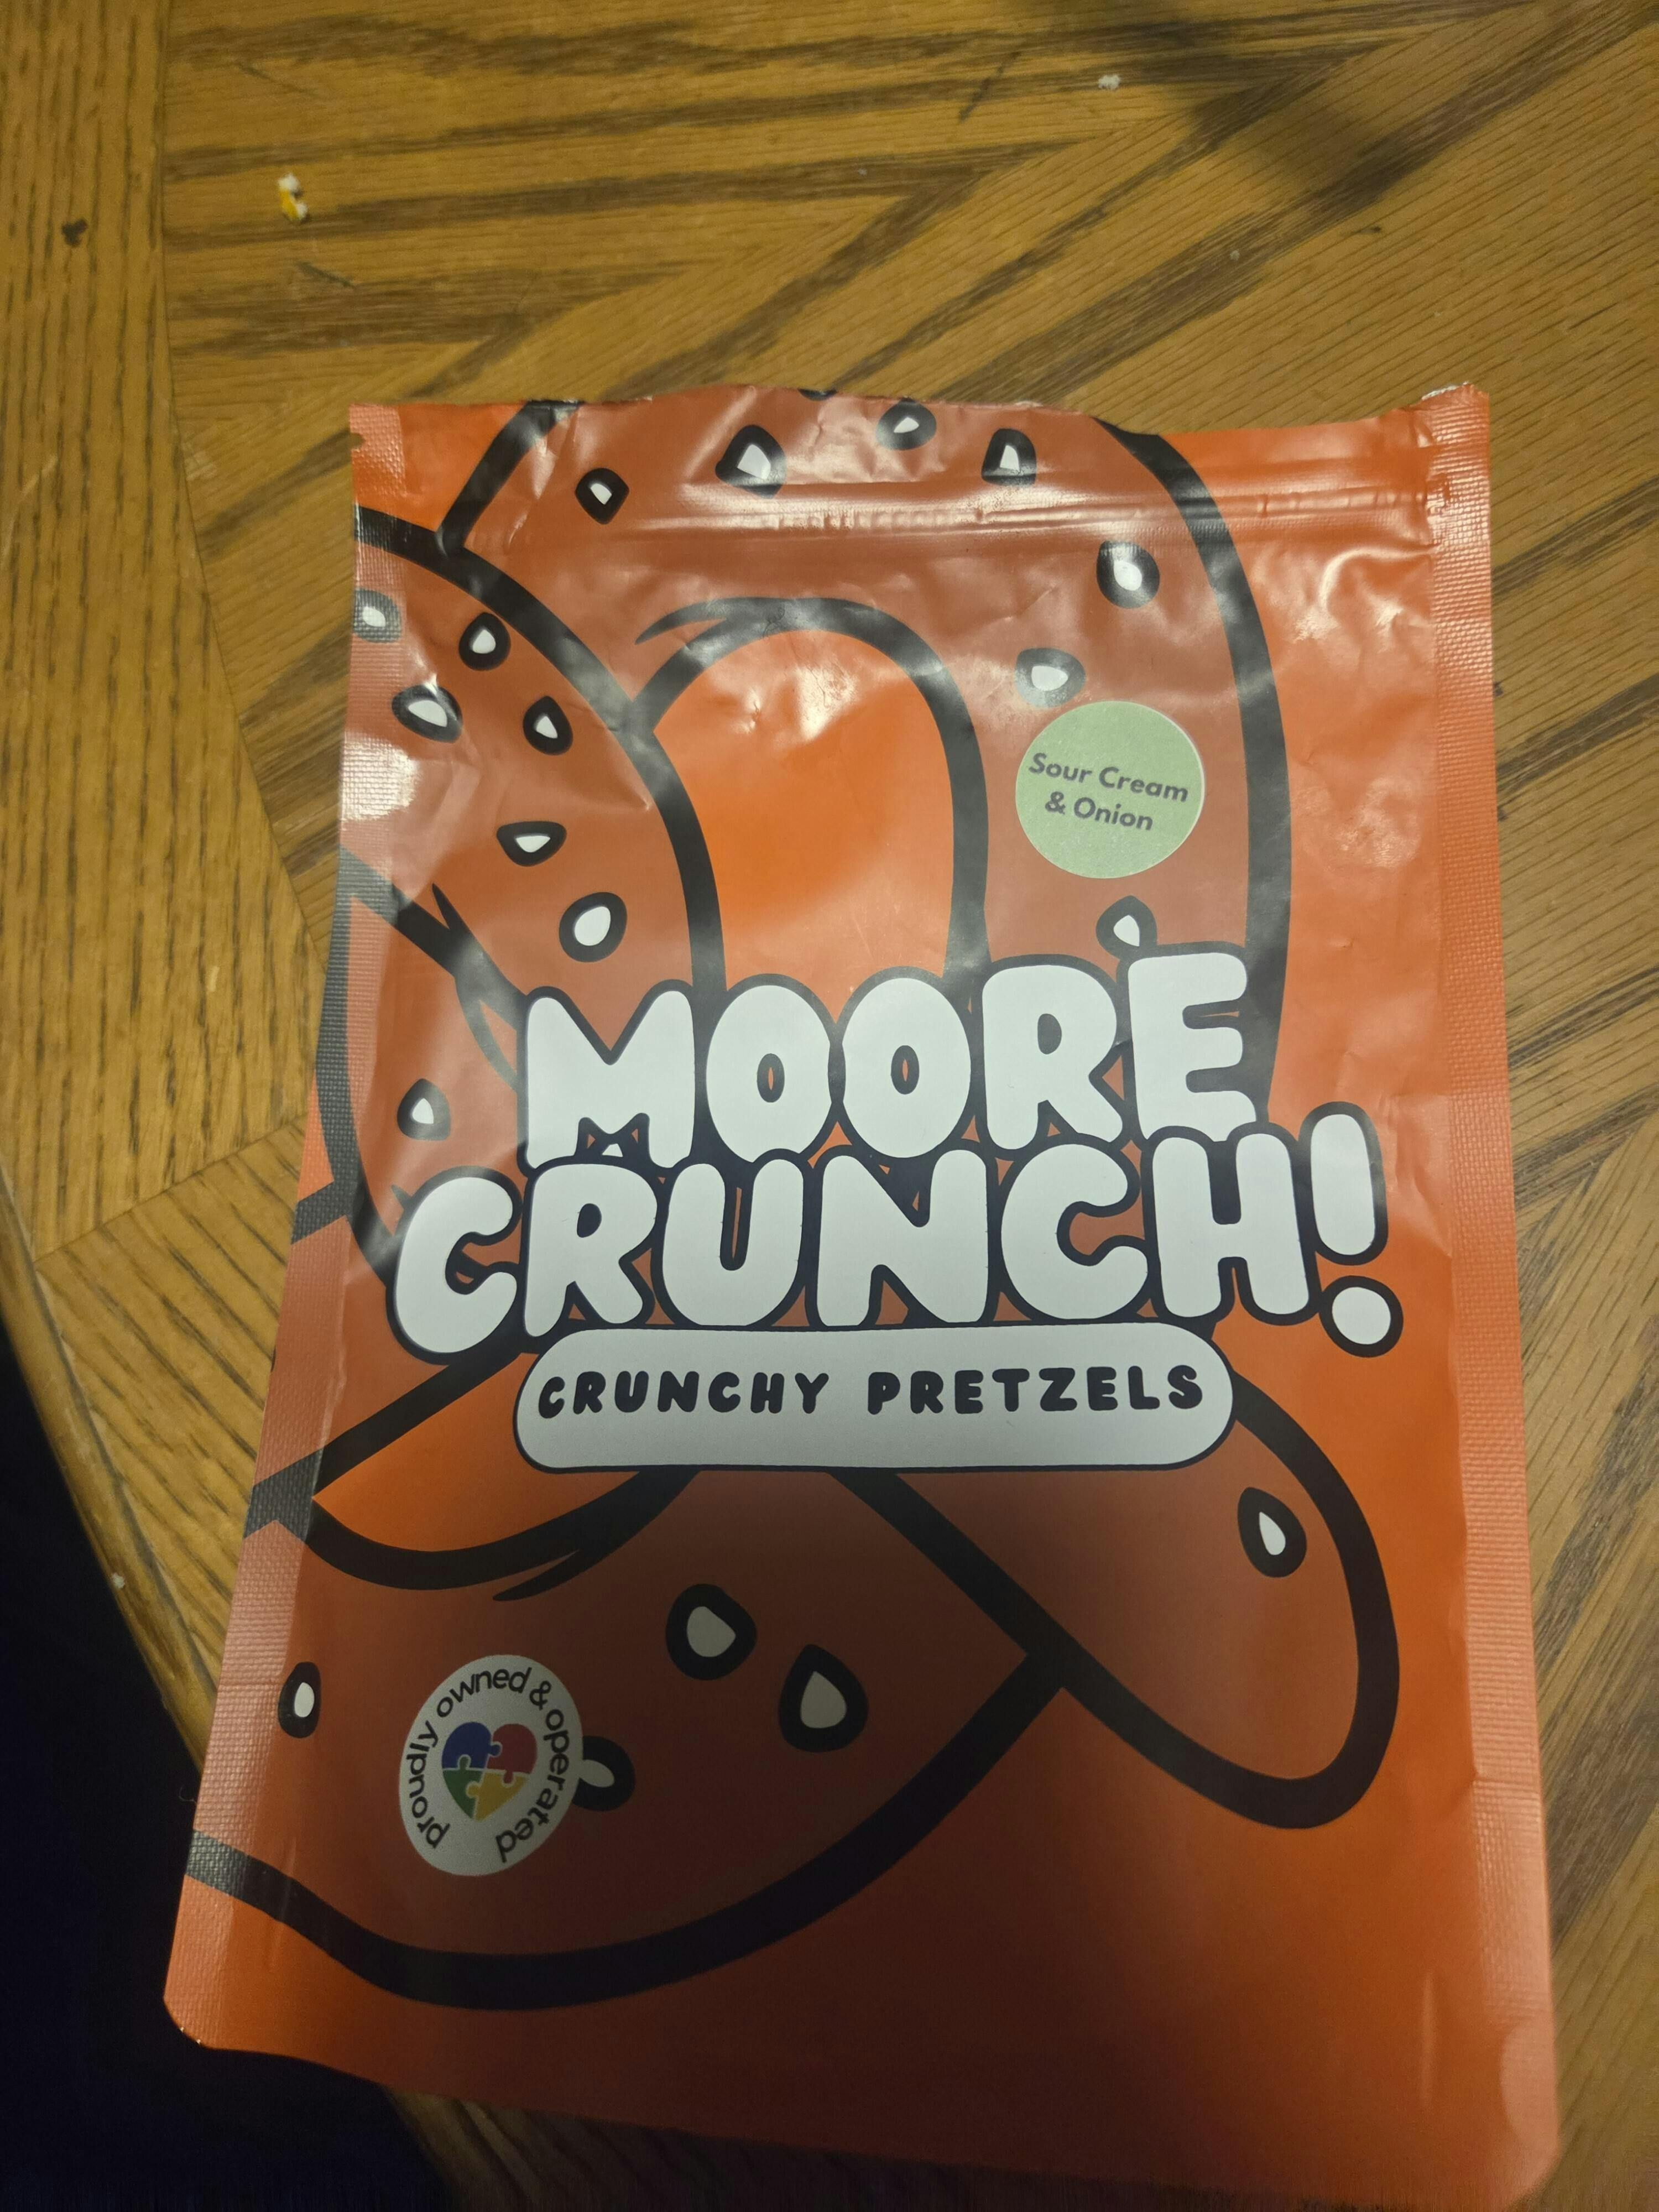 Sour Cream
& Onion
MOORE
CRUNCH!
CRUNCHY PRETZELS
proudly owned & operated